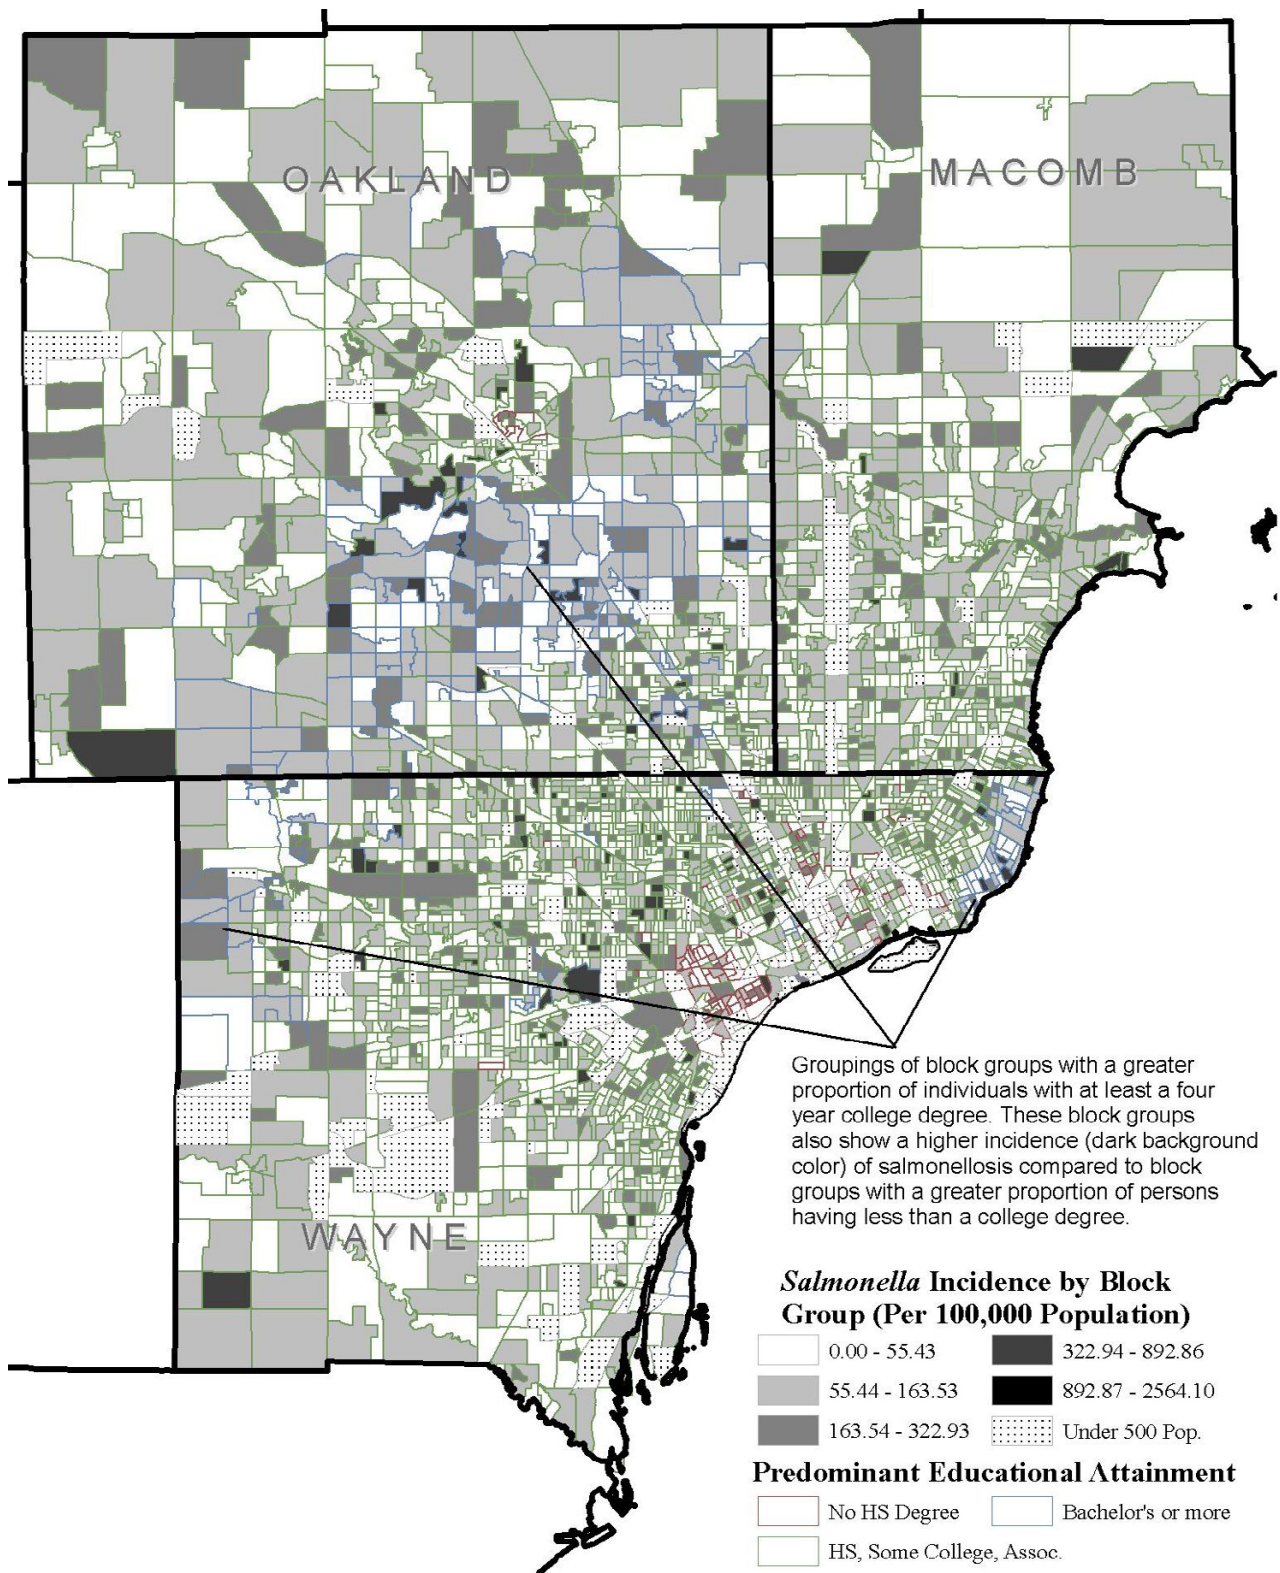 OAKLAND
MACOMB
Groupings of block groups with a greater
proportion of individuals with at least a four
year college degree. These block groups
also show a higher incidence (dark background
color) of salmonellosis compared to block
groups with a greater proportion of persons
having less than a college degree.
WAYNE
Salmonella Incidence by Block
Group (Per 100,000 Population)
0.00 - 55.43
322.94 - 892.86
55.44 - 163.53
892.87 - 2564.10
163.54 - 322.93
Under 500 Pop.
Predominant Educational Attainment
No HS Degree
Bachelor's or more
HS, Some College, Assoc.